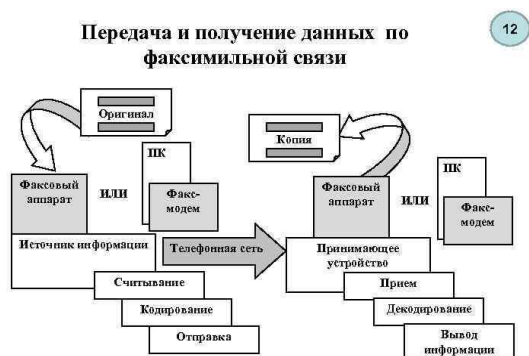 Передача и получение данных по
факсимильной связи
12
Оригинал
Факсовый
аппарат
ИЛИ
ПК
Факс-
модем
Источник информации
Считывание
Кодирование
Отправка
Телефонная сеть
Копия
Факсовый
аппарат
ИЛИ
ПК
Факс-
модем
Принимающее
устройство
Прием
Декодирование
Вывод
информации